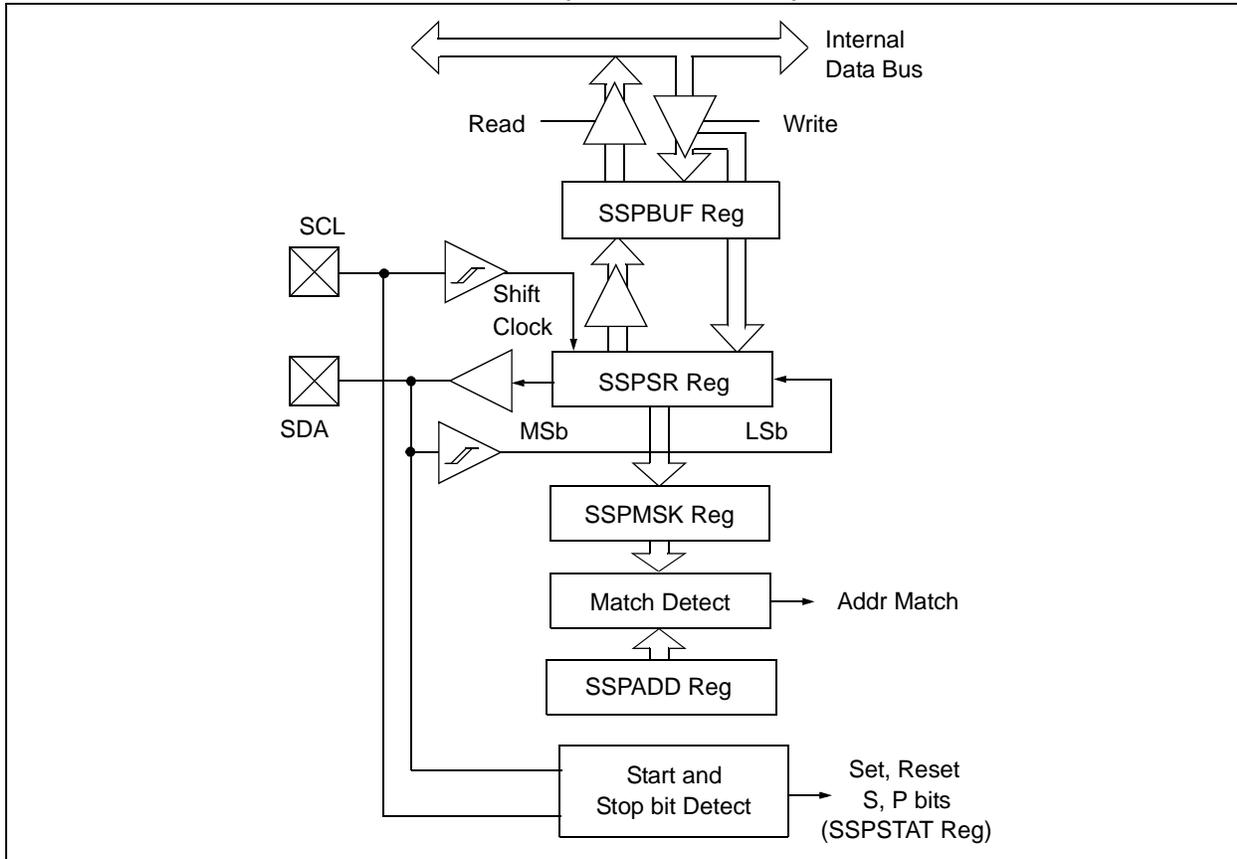 Internal
Data Bus
Read
Write
SSPBUF Reg
SCL
Shift
Clock
SSPSR Reg
SDA
MSb
LSb
SSPMSK Reg
Match Detect
Addr Match
SSPADD Reg
Start and
Stop bit Detect
Set, Reset
S, P bits
(SSPSTAT Reg)